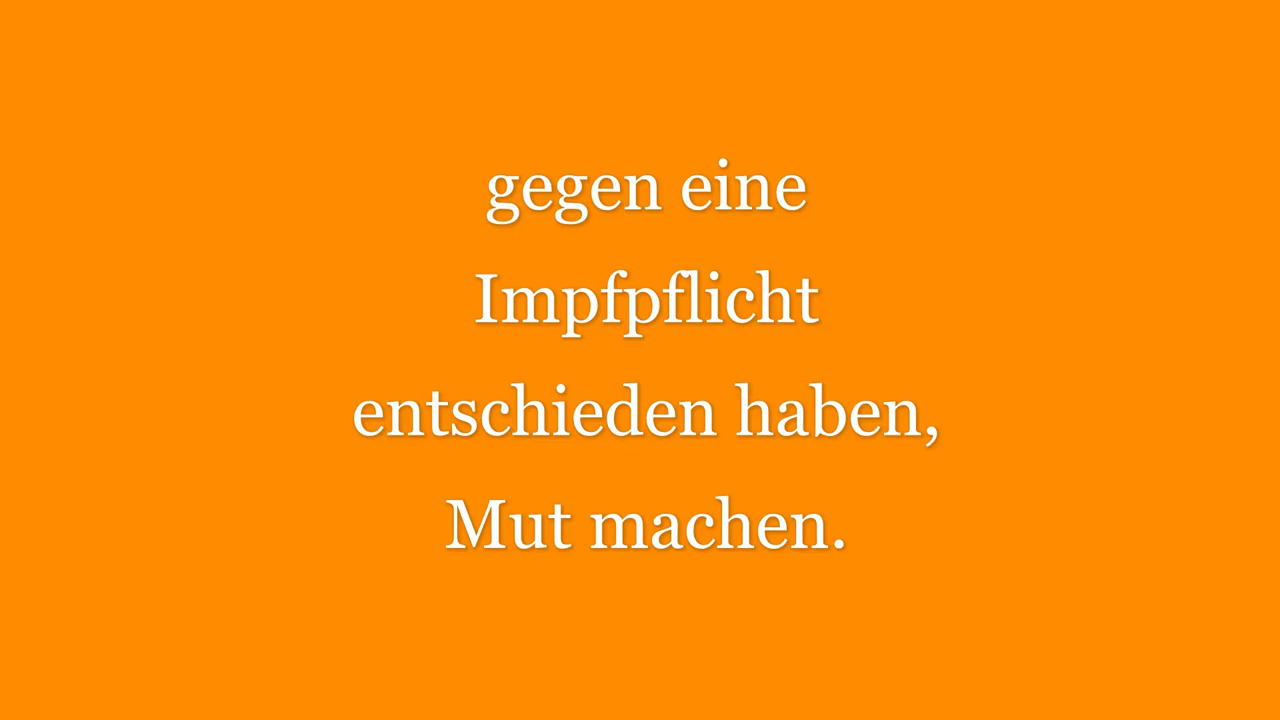 gegen eine
Impfpflicht
entschieden haben,
Mut machen.